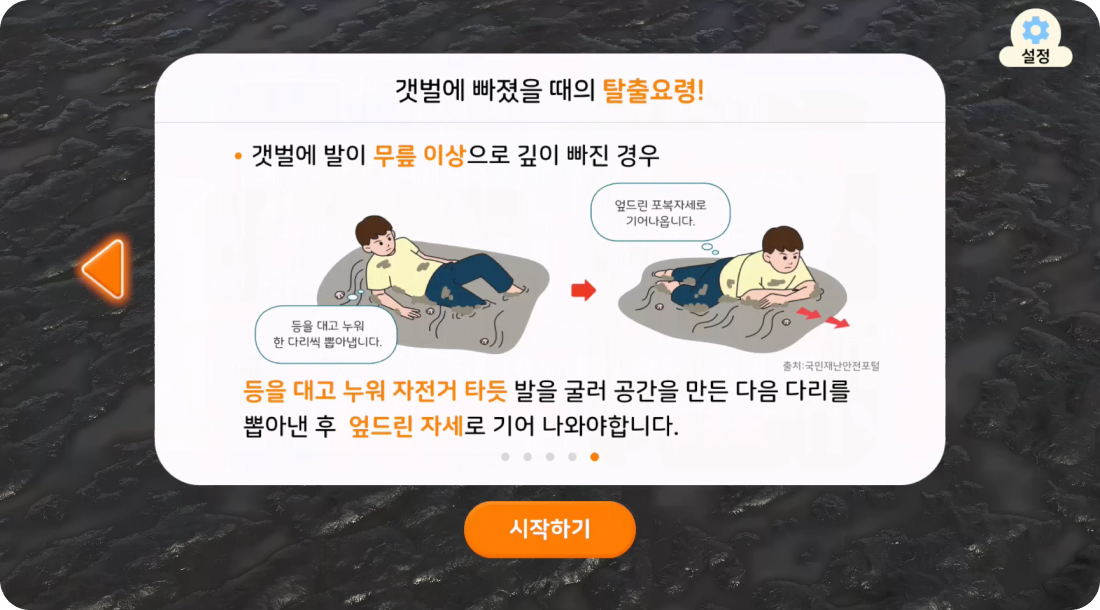 설정
갯벌에 빠졌을 때의 탈출요령!
• 갯벌에 발이 무릎 이상으로 깊이 빠진 경우
엎드린 포복자세로
기어나옵니다.
등을 대고 누워
한 다리씩 뽑아냅니다.
출처:국민재난안전포털
등을 대고 누워 자전거 타듯 발을 굴러 공간을 만든 다음 다리를
뽑아낸 후 엎드린 자세로 기어 나와야합니다.
시작하기